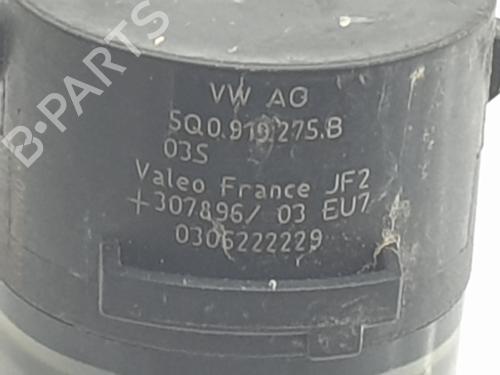 VW AG
5Q0.919.275.B
03S
Valeo France JF2
+307896/ 03 EU7
0306222229
B-PARTS